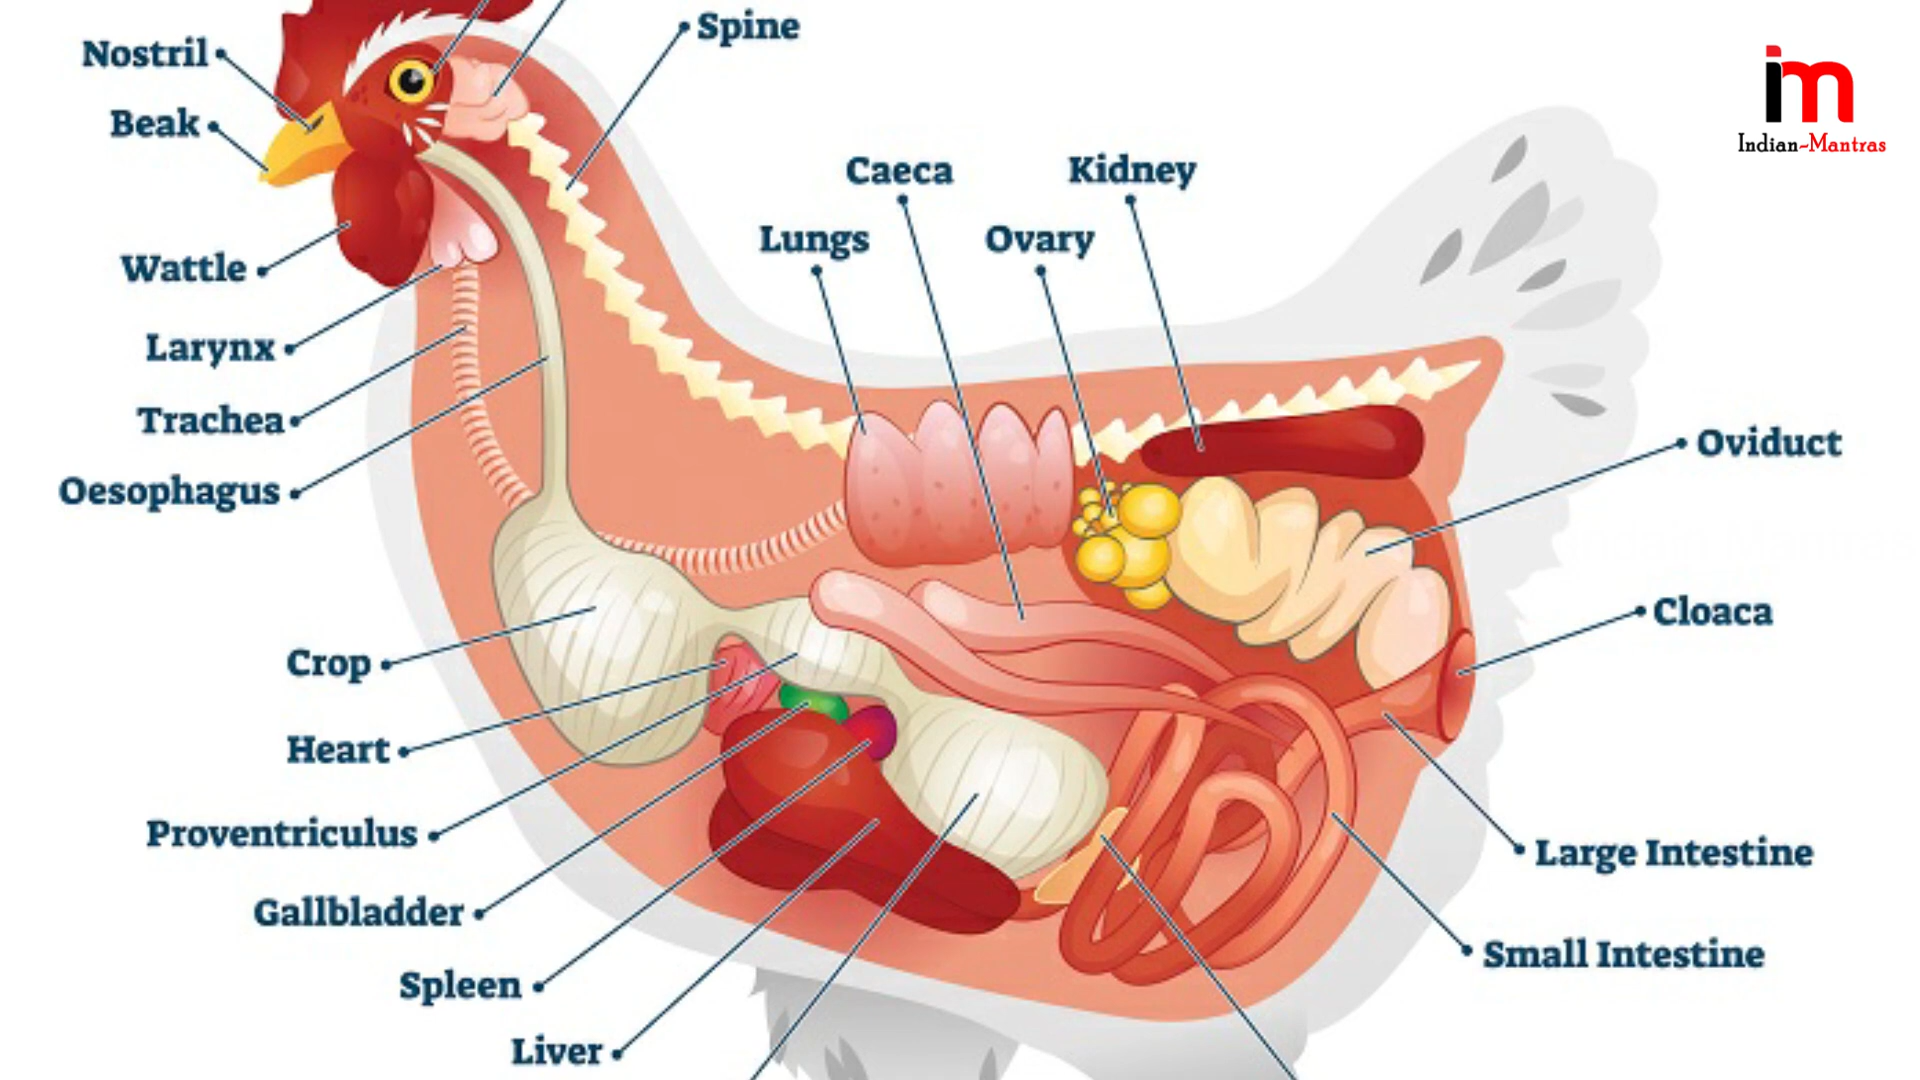 Spine
Nostril
Beak
Wattle
Larynx
Trachea
Oesophagus
Caeca
Kidney
Lungs
Ovary
Oviduct
Cloaca
Crop
Heart
Proventriculus
Gallbladder
Spleen
Liver
Large Intestine
Small Intestine
im
Indian-Mantras